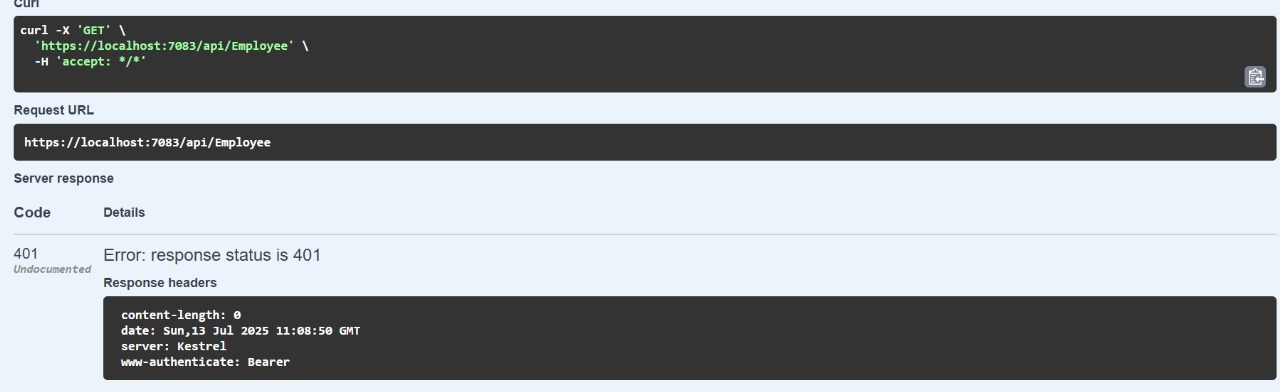 Curl
curl -X 'GET' \
'https://localhost:7083/api/Employee' \
-H 'accept: */*'
Request URL
https://localhost:7083/api/Employee
Server response
Code Details
401 Error: response status is 401
Undocumented
Response headers
content-length: 0
date: Sun,13 Jul 2025 11:08:50 GMT
server: Kestrel
www-authenticate: Bearer